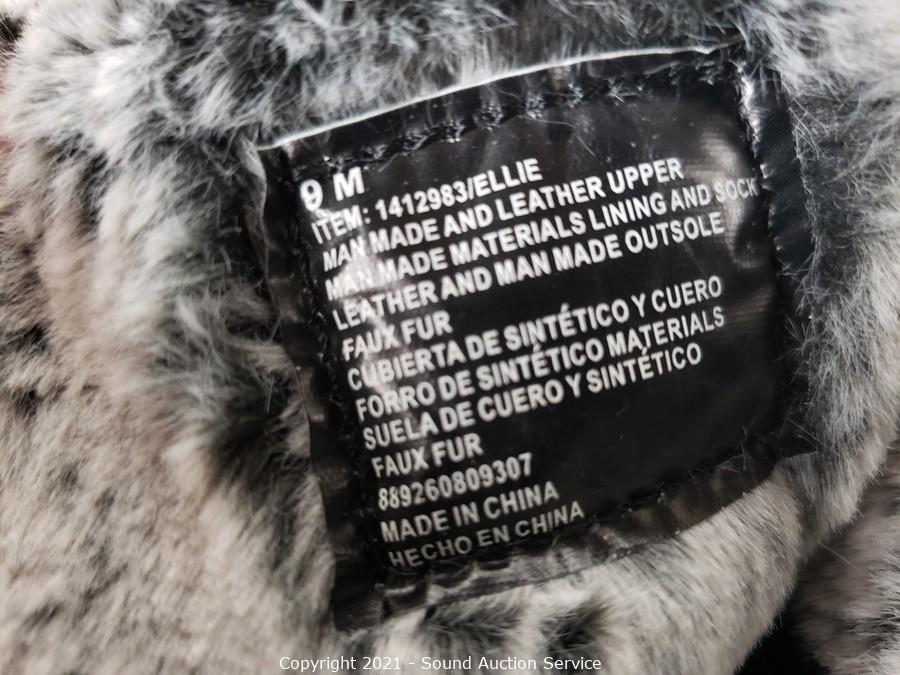 9 M
ITEM: 1412983/ELLIE
MAN MADE AND LEATHER UPPER
MAN MADE MATERIALS LINING AND SOCK
LEATHER AND MAN MADE OUTSOLE
FAUX FUR
CUBIERTA DE SINTÉTICO Y CUERO
FORRO DE SINTÉTICO MATERIALS
SUELA DE CUERO Y SINTÉTICO
FAUX FUR
889260809307
MADE IN CHINA
HECHO EN CHINA
Copyright 2021 - Sound Auction Service